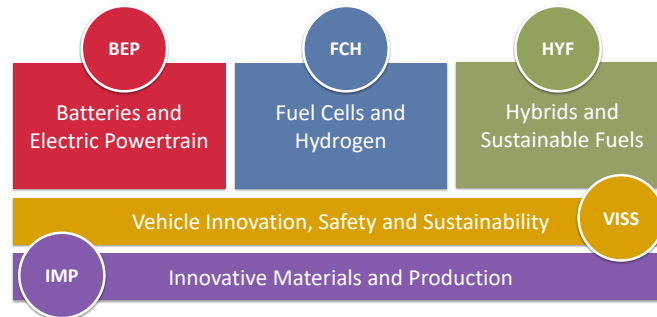 BEP
Batteries and
Electric Powertrain
FCH
Fuel Cells and
Hydrogen
HYF
Hybrids and
Sustainable Fuels
Vehicle Innovation, Safety and Sustainability
VISS
IMP
Innovative Materials and Production